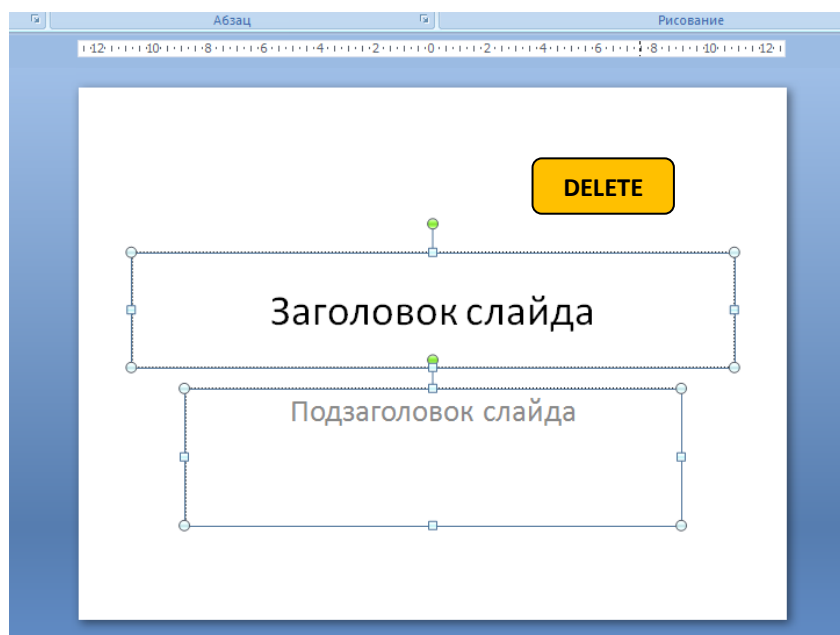 Абзац
Рисование
12 10 8 6 4 2 0 2 4 6 8 10 12
DELETE
Заголовок слайда
Подзаголовок слайда